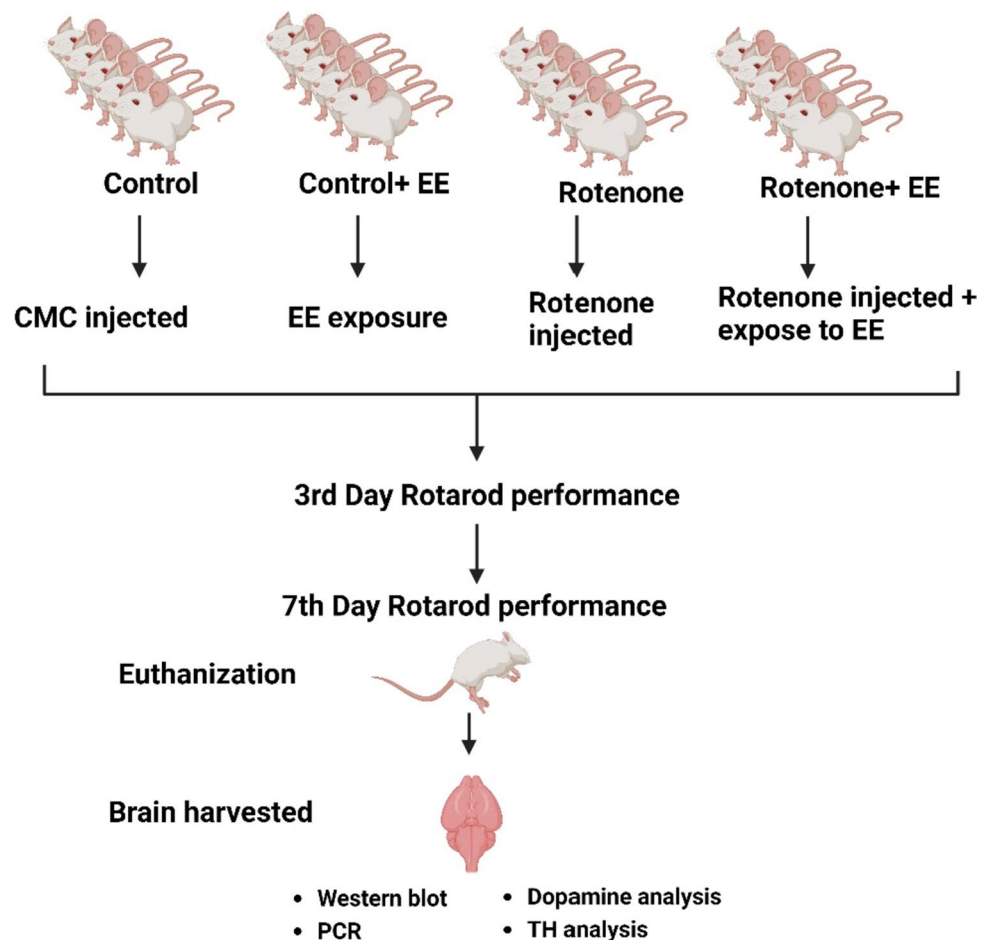 Control
Control+ EE
Rotenone
Rotenone+ EE
CMC injected
EE exposure
Rotenone
injected
Rotenone injected +
expose to EE
3rd Day Rotarod performance
7th Day Rotarod performance
Euthanization
Brain harvested
• Western blot
• PCR
• Dopamine analysis
• TH analysis